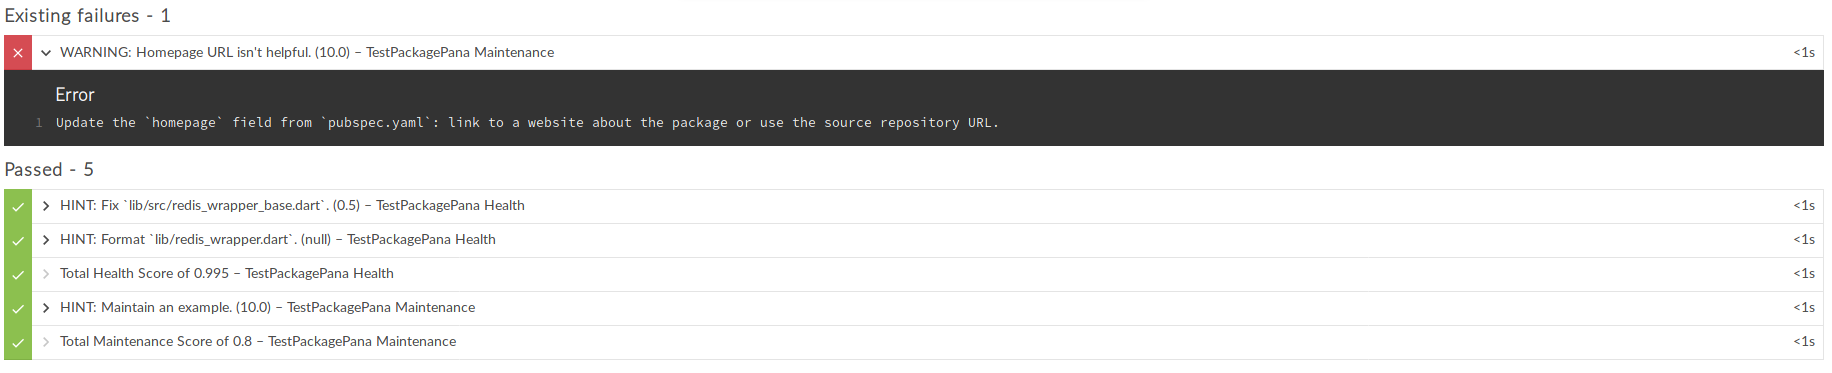 Existing failures - 1
WARNING: Homepage URL isn't helpful. (10.0) – TestPackagePana Maintenance <1s
Error
1 Update the `homepage` field from `pubspec.yaml`: link to a website about the package or use the source repository URL.
Passed - 5
HINT: Fix `lib/src/redis_wrapper_base.dart`. (0.5) – TestPackagePana Health <1s
HINT: Format `lib/redis_wrapper.dart`. (null) – TestPackagePana Health <1s
Total Health Score of 0.995 – TestPackagePana Health <1s
HINT: Maintain an example. (10.0) – TestPackagePana Maintenance <1s
Total Maintenance Score of 0.8 – TestPackagePana Maintenance <1s